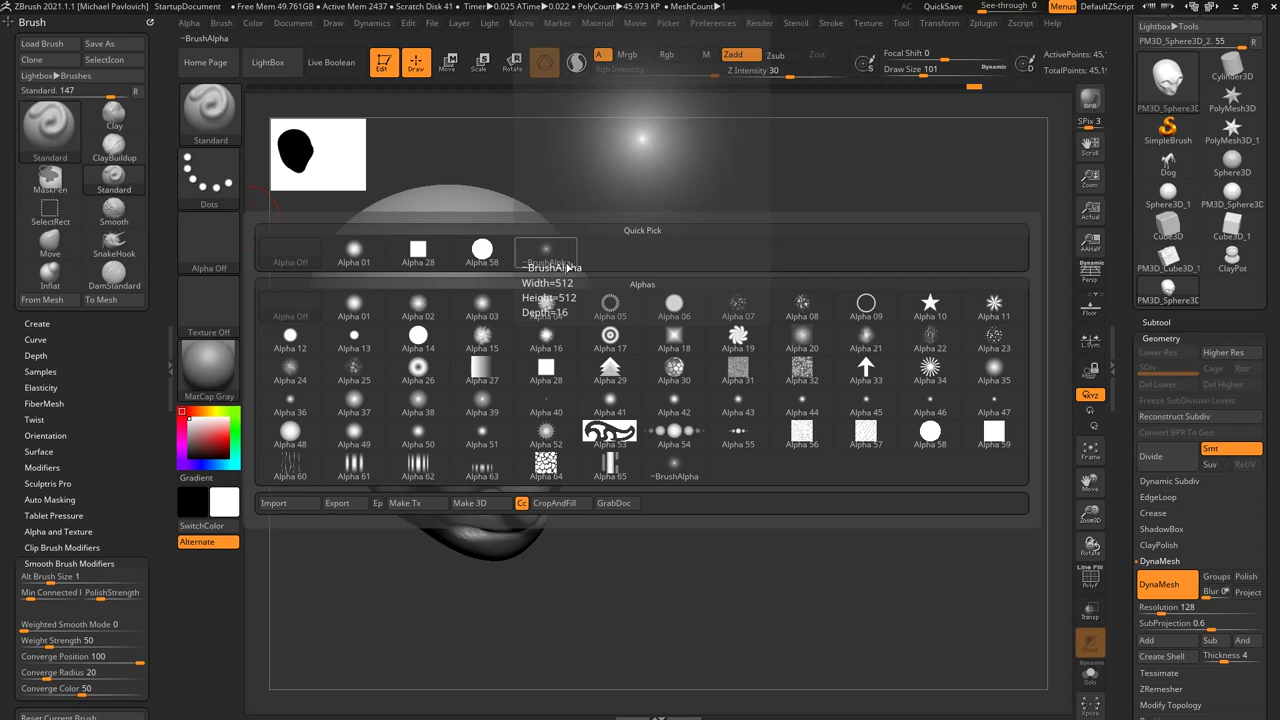 ZBrush 2021.1.1 [Michael Pavlovich] StartupDocument • Free Mem 49.761GB • Active Mem 2437 • Scratch Disk 41 • Timer▶0.025 ATime▶0.022 • PolyCount▶45.973 KP • MeshCount▶1 AC QuickSave See-through 0 Menus DefaultZScript
Brush
Alpha Brush Color Document Draw Dynamics Edit File Layer Light Macro Marker Material Movie Picker Preferences Render Stencil Stroke Texture Tool Transform Zplugin Zscript Help
~BrushAlpha
Load Brush Save As
Clone SelectIcon
Lightbox▶Brushes
Standard. 147 R
Standard
Clay
ClayBuildup
MaskPen Standard
SelectRect Smooth
Move SnakeHook
Inflat DamStandard
From Mesh To Mesh
Create
Curve
Depth
Samples
Elasticity
FiberMesh
Twist
Orientation
Surface
Modifiers
Sculptris Pro
Auto Masking
Tablet Pressure
Alpha and Texture
Clip Brush Modifiers
Smooth Brush Modifiers
Alt Brush Size 1
PolishStrength
Weighted Smooth Mode 0
Weight Strength 50
Converge Position 100
Converge Radius 20
Converge Color 50
Reset Current Brush
Home Page LightBox Live Boolean
Edit Draw Move Scale Rotate
A Mrgb Rgb M Zadd Zsub Zcut
Rgb Intensity Z Intensity 30
Focal Shift 0
Draw Size 101 Dynamic
S D
ActivePoints: 45,
TotalPoints: 45,1
Standard
Dots
Alpha Off
Texture Off
MatCap Gray
Gradient
SwitchColor
Alternate
Quick Pick
Alpha Off Alpha 01 Alpha 28 Alpha 58 ~BrushAlpha
~BrushAlpha
Width=512
Height=512
Depth=16
Alphas
Alpha Off Alpha 01 Alpha 02 Alpha 03 Alpha 05 Alpha 06 Alpha 07 Alpha 08 Alpha 09 Alpha 10 Alpha 11
Alpha 12 Alpha 13 Alpha 14 Alpha 15 Alpha 16 Alpha 17 Alpha 18 Alpha 19 Alpha 20 Alpha 21 Alpha 22 Alpha 23
Alpha 24 Alpha 25 Alpha 26 Alpha 27 Alpha 28 Alpha 29 Alpha 30 Alpha 31 Alpha 32 Alpha 33 Alpha 34 Alpha 35
Alpha 36 Alpha 37 Alpha 38 Alpha 39 Alpha 40 Alpha 41 Alpha 42 Alpha 43 Alpha 44 Alpha 45 Alpha 46 Alpha 47
Alpha 48 Alpha 49 Alpha 50 Alpha 51 Alpha 52 Alpha 53 Alpha 54 Alpha 55 Alpha 56 Alpha 57 Alpha 58 Alpha 59
Alpha 60 Alpha 61 Alpha 62 Alpha 63 Alpha 64 Alpha 65 ~BrushAlpha
Import Export Ep Make Tx Make 3D Cc CropAndFill GrabDoc
BPR
SPix 3
Scroll
Zoom
Actual
AAHalf
Dynamic
Persp
Floor
L.Sym
XYZ
Frame
Move
Zoom3D
Rotate
Line Fill
PolyF
Transp
Ghost
Dynamic
Solo
Xpose
Lightbox▶Tools
PM3D_Sphere3D_2. 55 R
PM3D_Sphere3D
Cylinder3D
PolyMesh3D
SimpleBrush PolyMesh3D_1
Dog Sphere3D
Sphere3D_1 PM3D_Sphere3D
Cube3D Cube3D_1
PM3D_Cube3D_1 ClayPot
PM3D_Sphere3D
Subtool
Geometry
Lower Res Higher Res
SDiv Cage Rstr
Del Lower Del Higher
Freeze SubDivision Levels
Reconstruct Subdiv
Convert BPR To Geo
Divide Smt
Suv ReUV
Dynamic Subdiv
EdgeLoop
Crease
ShadowBox
ClayPolish
DynaMesh
DynaMesh Groups Polish
Blur Project
Resolution 128
SubProjection 0.6
Add Sub And
Create Shell Thickness 4
Tessimate
ZRemesher
Modify Topology